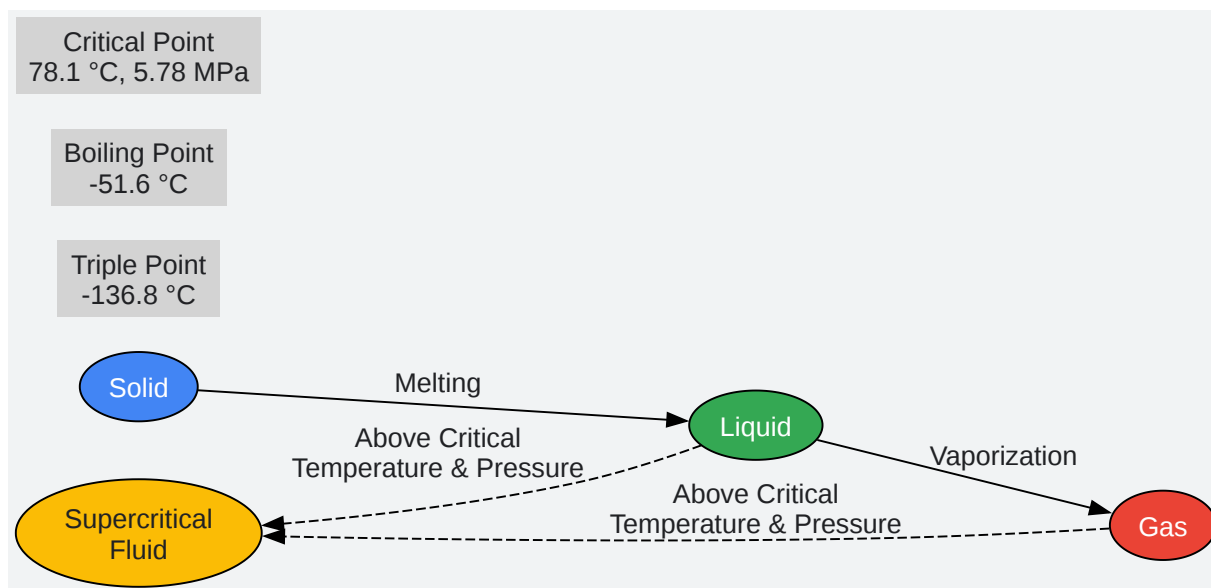 Critical Point
78.1 °C, 5.78 MPa
Boiling Point
-51.6 °C
Triple Point
-136.8 °C
Solid
Melting
Liquid
Above Critical
Temperature & Pressure
Vaporization
Above Critical
Temperature & Pressure
Supercritical
Fluid
Gas